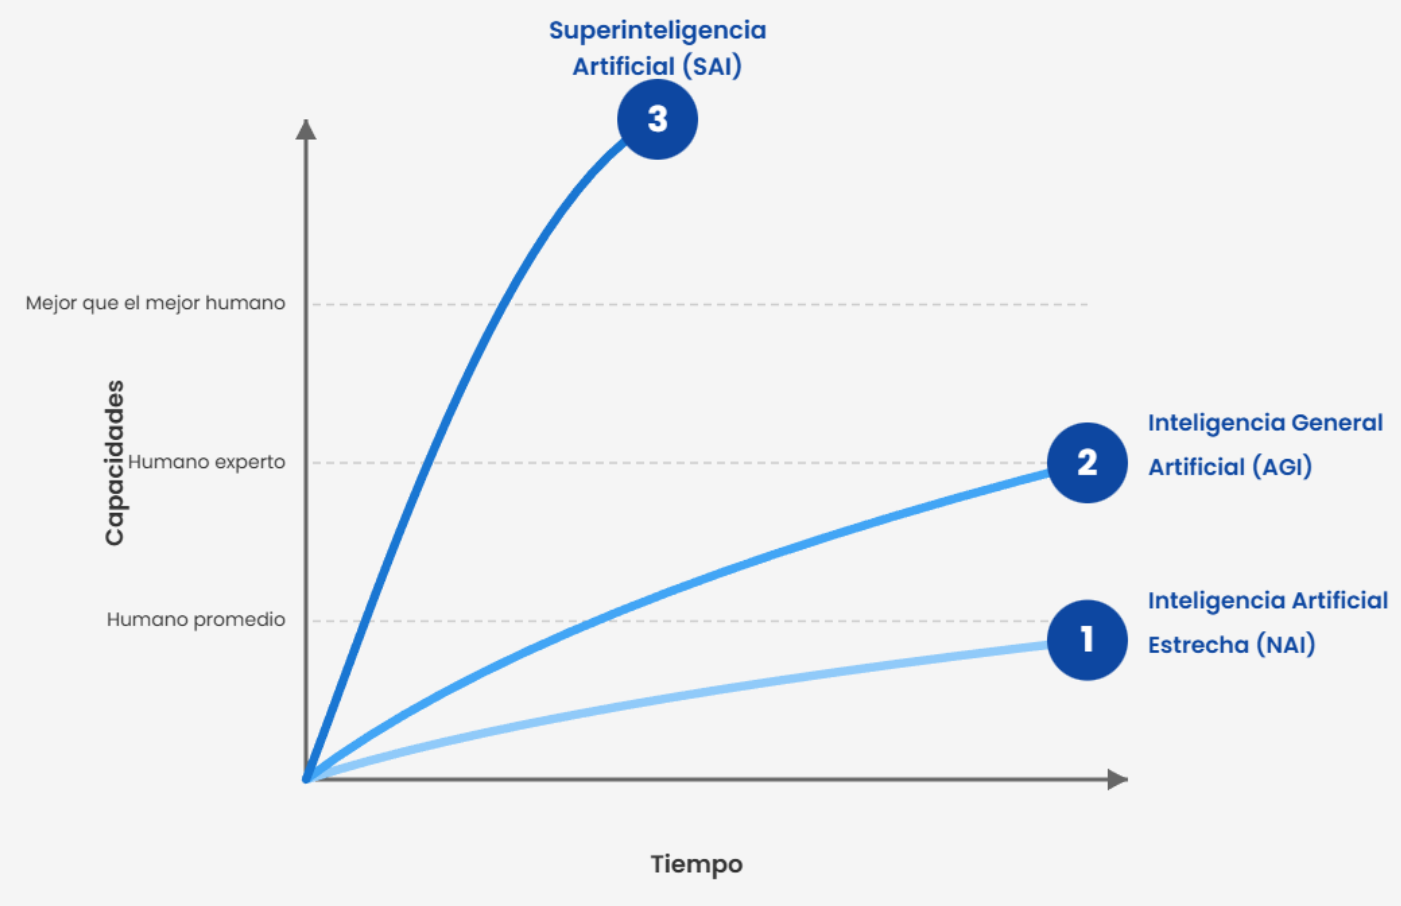 Superinteligencia
Artificial (SAI)
3
Mejor que el mejor humano
Capacidades
Humano experto
2
Inteligencia General
Artificial (AGI)
Humano promedio
1
Inteligencia Artificial
Estrecha (NAI)
Tiempo